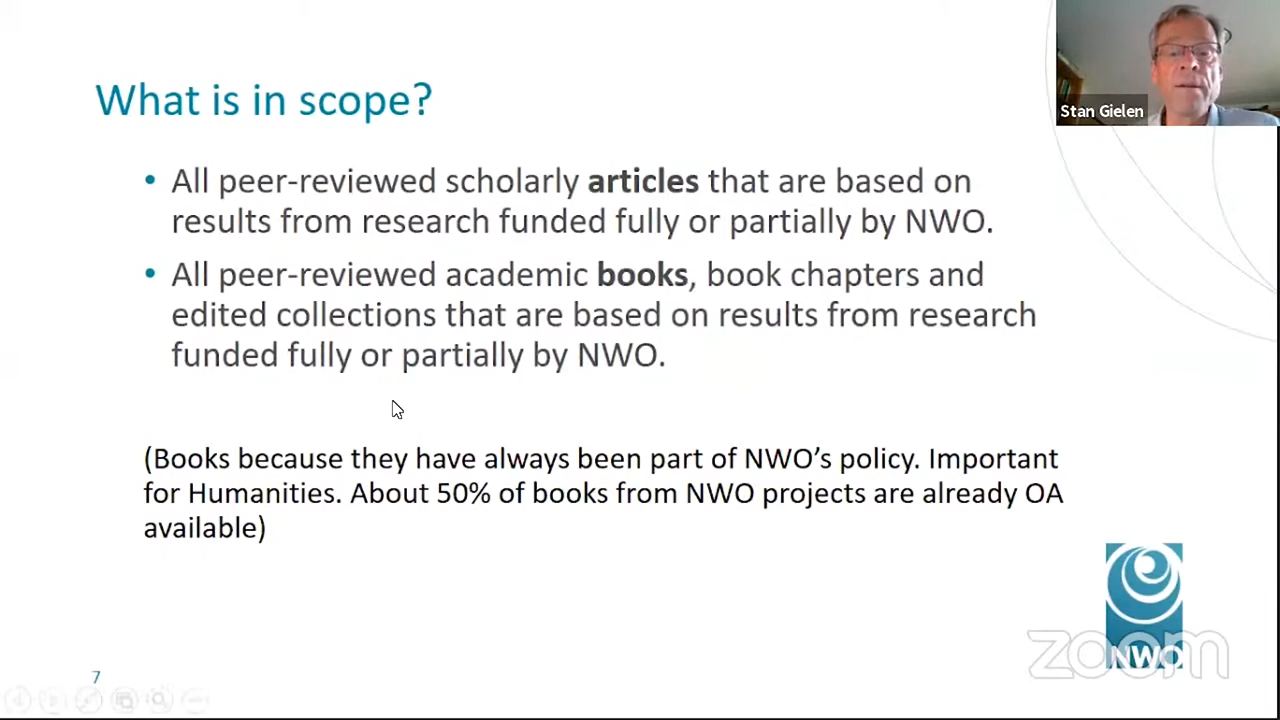 What is in scope?
Stan Gielen
• All peer-reviewed scholarly articles that are based on
results from research funded fully or partially by NWO.
• All peer-reviewed academic books, book chapters and
edited collections that are based on results from research
funded fully or partially by NWO.
(Books because they have always been part of NWO's policy. Important
for Humanities. About 50% of books from NWO projects are already OA
available)
NWO
zoom
7